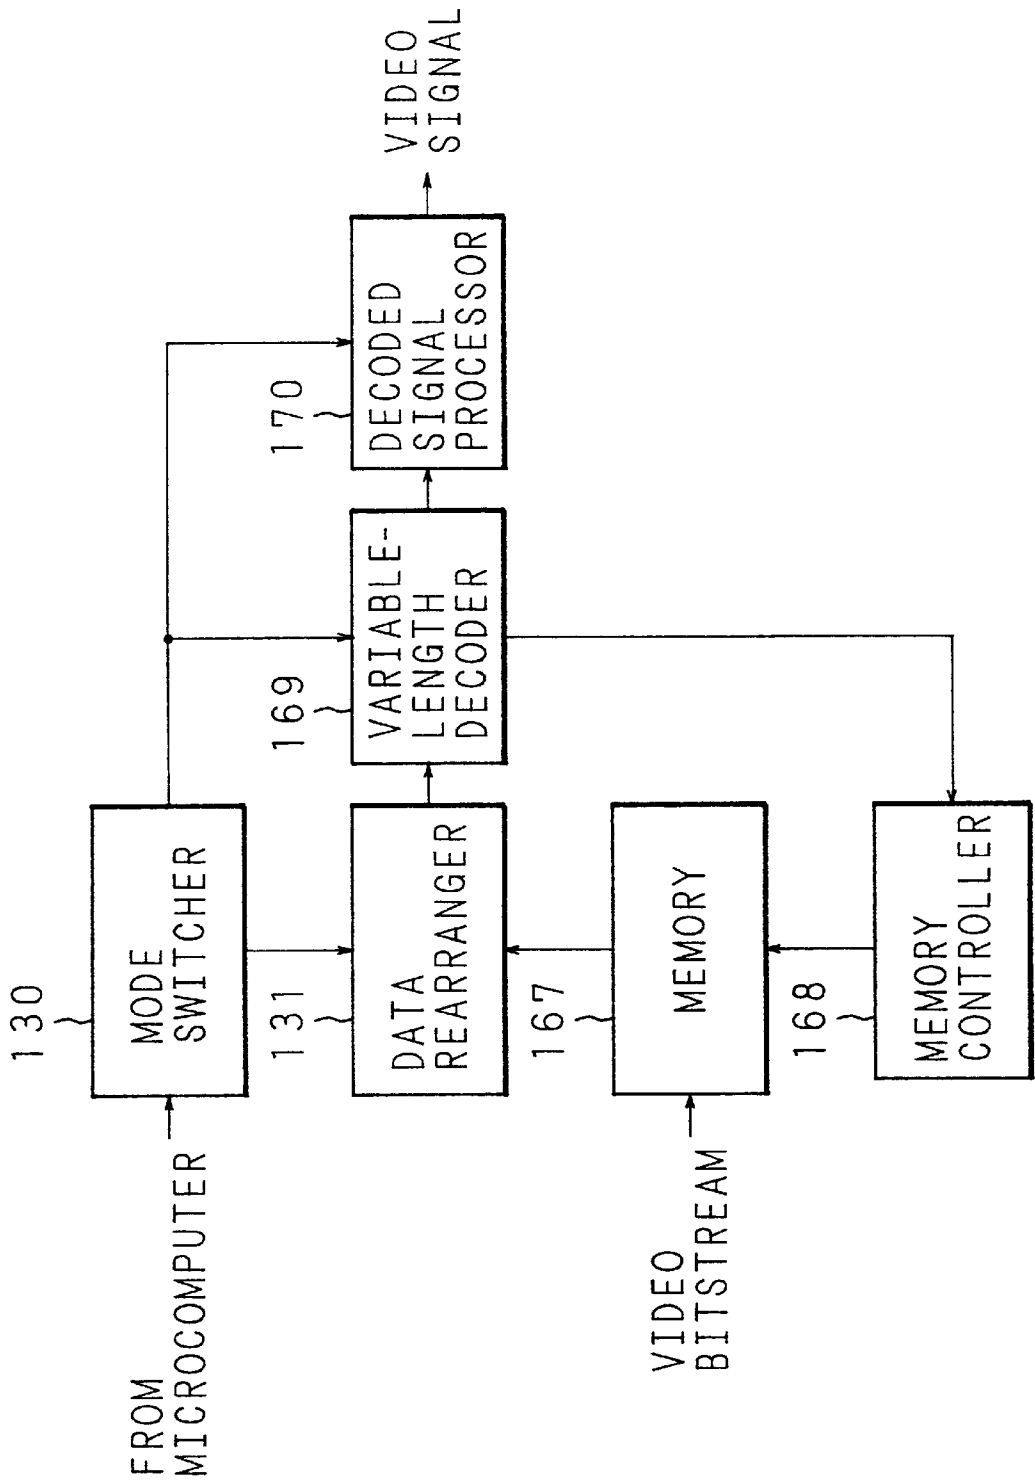 FROM
MICROCOMPUTER
130
MODE
SWITCHER
131
DATA
REARRANGER
169
VARIABLE-
LENGTH
DECODER
170
DECODED
SIGNAL
PROCESSOR
VIDEO
SIGNAL
VIDEO
BITSTREAM
167
MEMORY
168
MEMORY
CONTROLLER